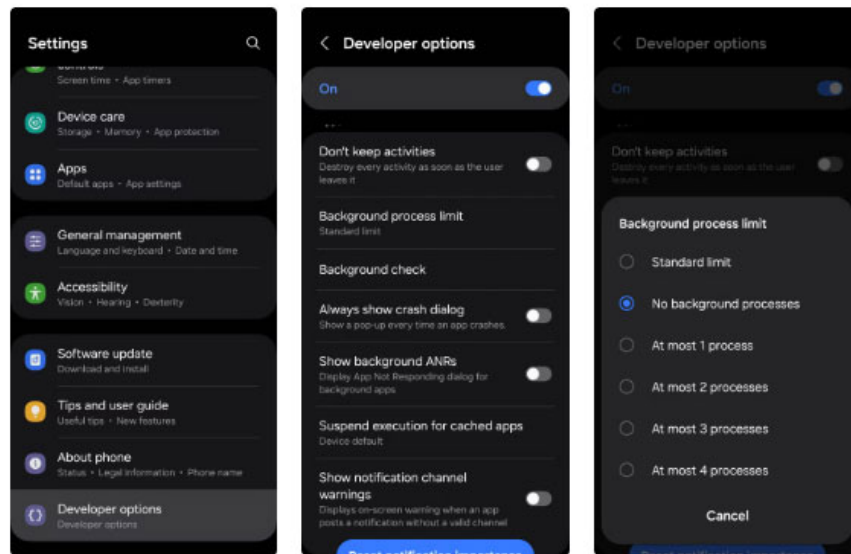 Settings
Screen time • App timers
Device care
Storage • Memory • App protection
Apps
Default apps • App settings
General management
Language and keyboard • Date and time
Accessibility
Vision • Hearing • Dexterity
Software update
Download and install
Tips and user guide
Useful tips • New features
About phone
Status • Legal information • Phone name
Developer options
Developer options
Developer options
On
Don't keep activities
Destroy every activity as soon as the user
leaves it
Background process limit
Standard limit
Background check
Always show crash dialog
Show a pop-up every time an app crashes.
Show background ANRs
Display App Not Responding dialog for
background apps
Suspend execution for cached apps
Device default
Show notification channel
warnings
Displays on-screen warning when an app
posts a notification without a valid channel
Reset notification importance
Developer options
On
Don't keep activities
Destroy every activity as soon as the user
leaves it
Background process limit
Standard limit
No background processes
At most 1 process
At most 2 processes
At most 3 processes
At most 4 processes
Cancel